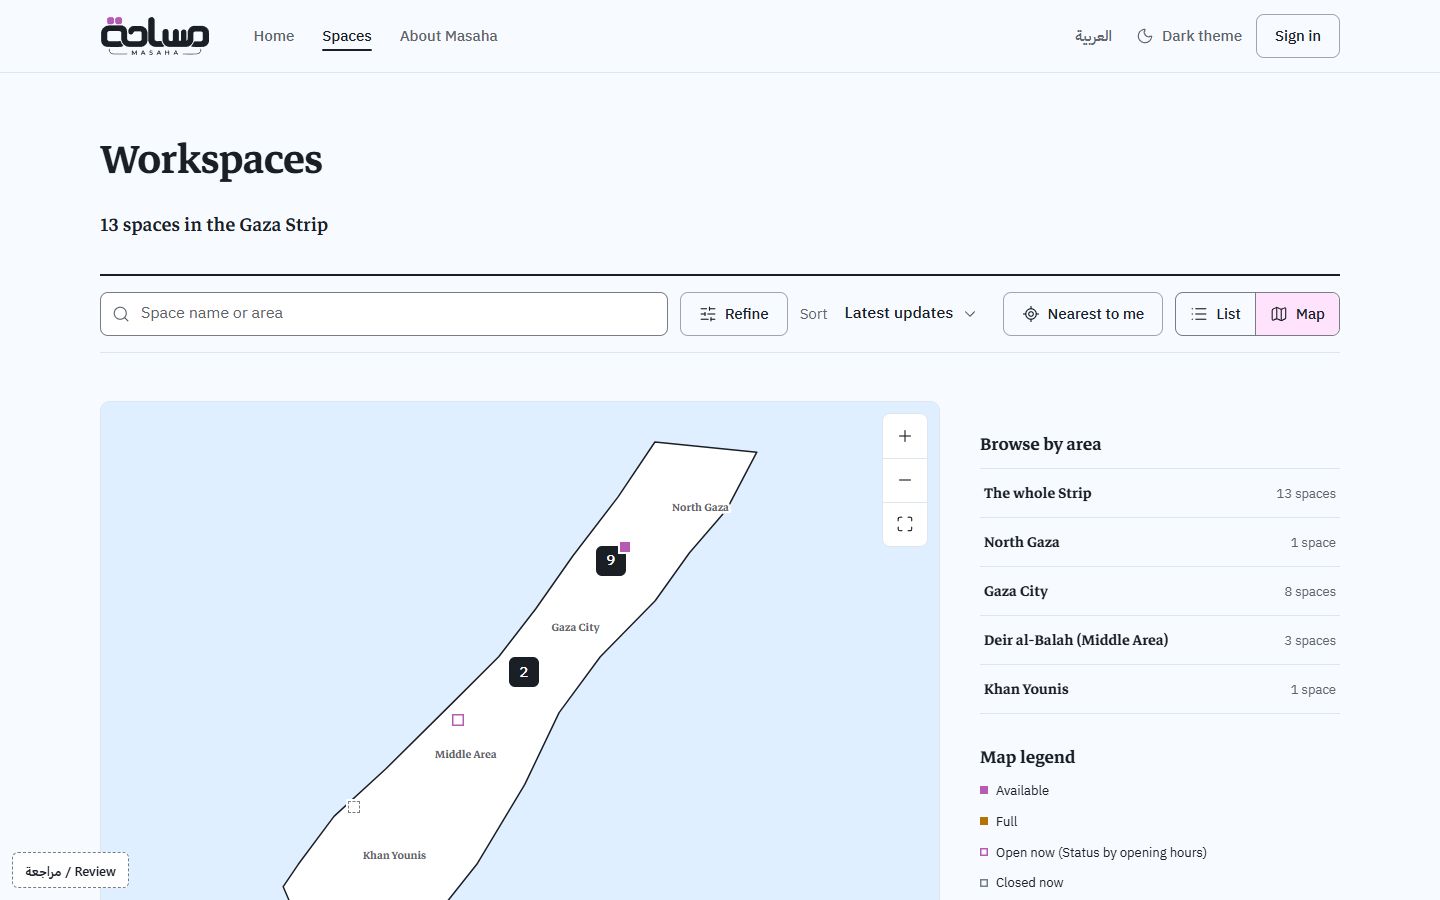 مساحة
MASAHA
Home
Spaces
About Masaha
العربية
Dark theme
Sign in
Workspaces
13 spaces in the Gaza Strip
Space name or area
Refine
Sort
Latest updates
Nearest to me
List
Map
North Gaza
9
Gaza City
2
Middle Area
Khan Younis
Browse by area
The whole Strip 13 spaces
North Gaza 1 space
Gaza City 8 spaces
Deir al-Balah (Middle Area) 3 spaces
Khan Younis 1 space
Map legend
Available
Full
Open now (Status by opening hours)
Closed now
مراجعة / Review